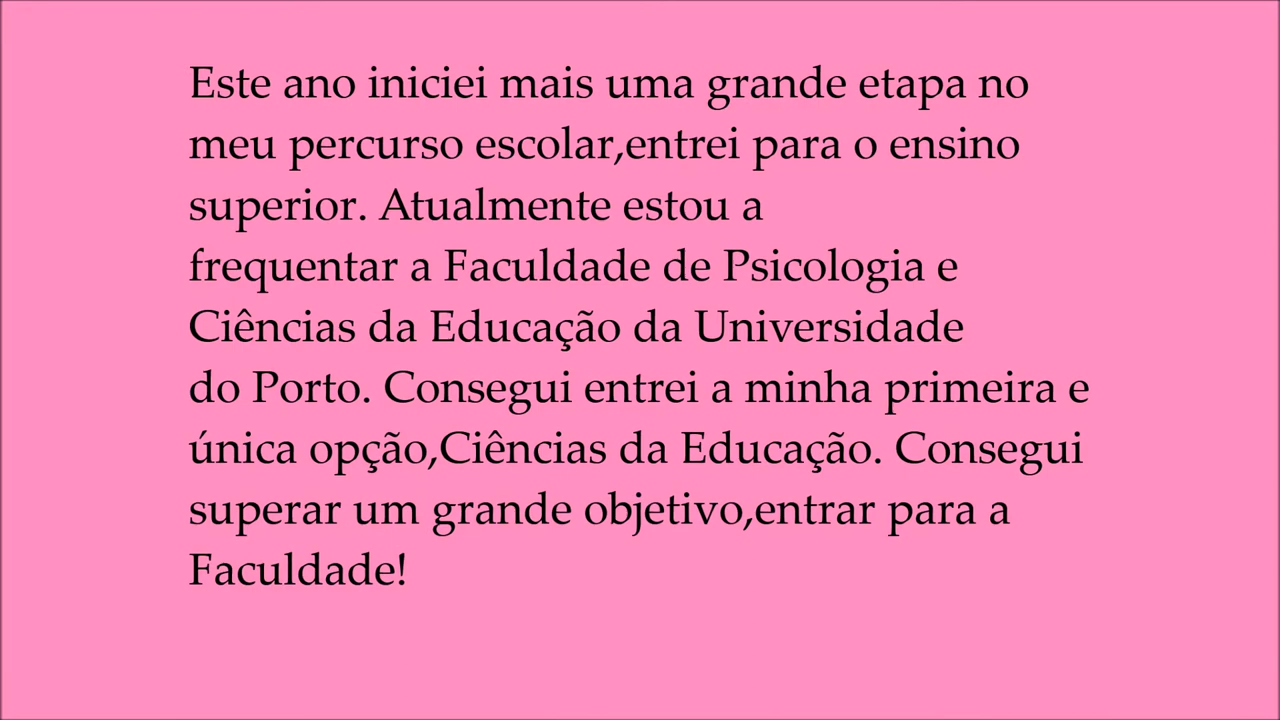 Este ano iniciei mais uma grande etapa no
meu percurso escolar,entrei para o ensino
superior. Atualmente estou a
frequentar a Faculdade de Psicologia e
Ciências da Educação da Universidade
do Porto. Consegui entrei a minha primeira e
única opção,Ciências da Educação. Consegui
superar um grande objetivo,entrar para a
Faculdade!